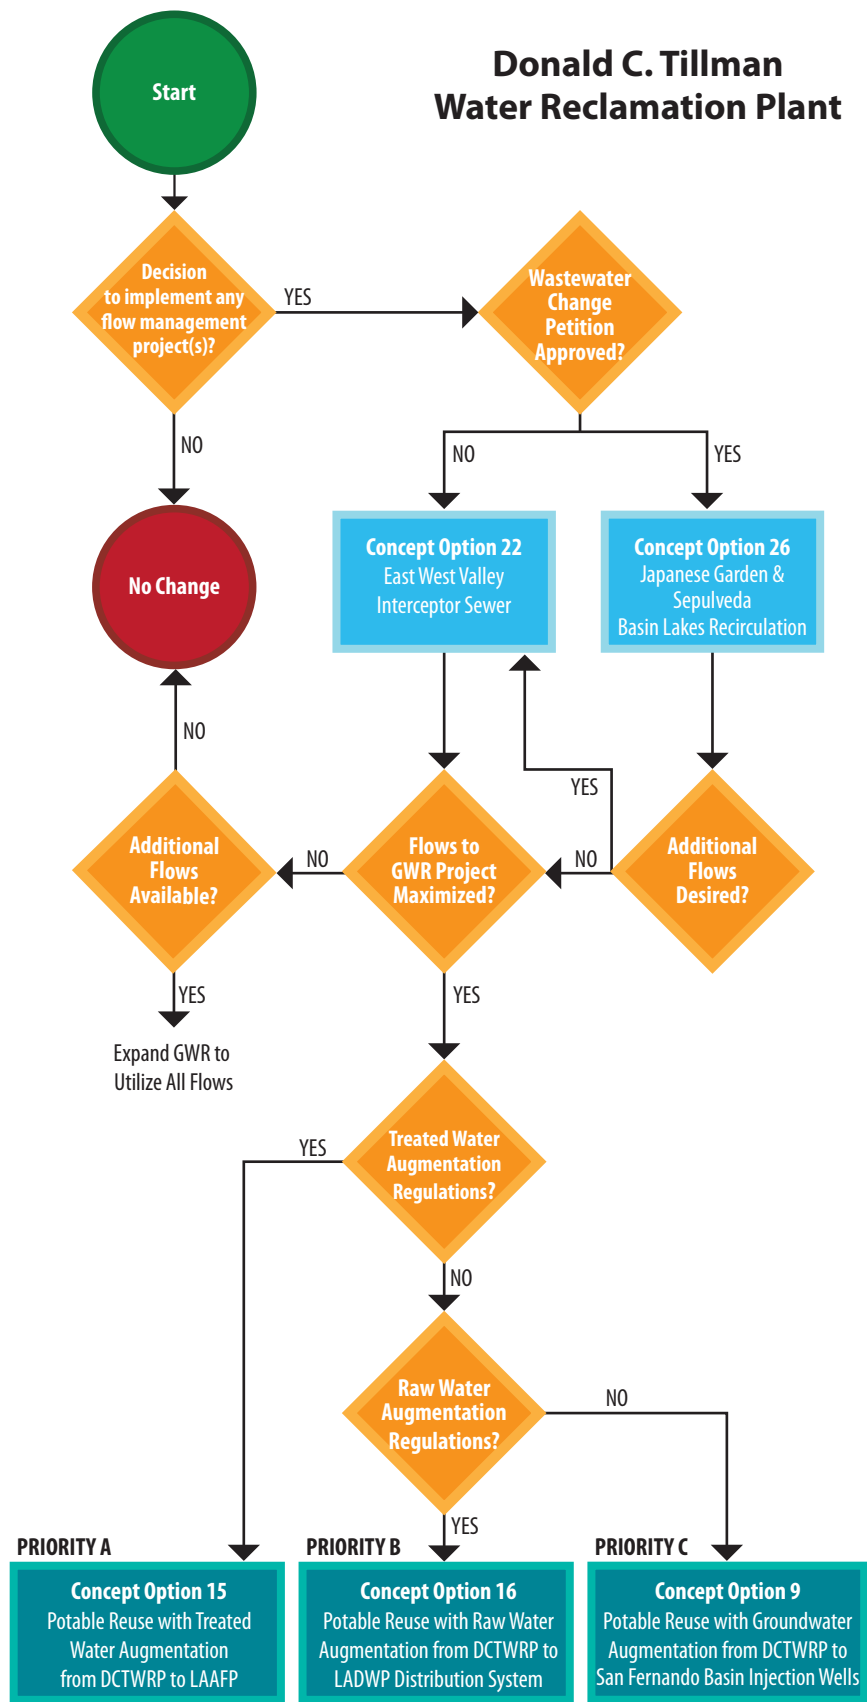 Donald C. Tillman
Water Reclamation Plant
Start
Decision
to implement any
flow management
project(s)?
YES
Wastewater
Change
Petition
Approved?
NO
NO
YES
No Change
Concept Option 22
East West Valley
Interceptor Sewer
Concept Option 26
Japanese Garden &
Sepulveda
Basin Lakes Recirculation
NO
YES
Additional
Flows
Available?
NO
Flows to
GWR Project
Maximized?
NO
Additional
Flows
Desired?
YES
YES
Expand GWR to
Utilize All Flows
Treated Water
Augmentation
Regulations?
YES
NO
Raw Water
Augmentation
Regulations?
NO
YES
PRIORITY A
Concept Option 15
Potable Reuse with Treated
Water Augmentation
from DCTWRP to LAAFP
PRIORITY B
Concept Option 16
Potable Reuse with Raw Water
Augmentation from DCTWRP to
LADWP Distribution System
PRIORITY C
Concept Option 9
Potable Reuse with Groundwater
Augmentation from DCTWRP to
San Fernando Basin Injection Wells